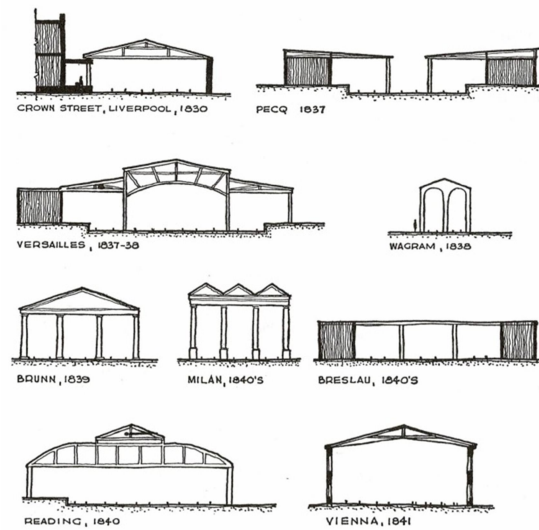 CROWN STREET, LIVERPOOL, 1830
PECQ 1837
VERSAILLES, 1837-38
WAGRAM, 1838
BRUNN, 1839
MILAN, 1840'S
BRESLAU, 1840'S
READING, 1840
VIENNA, 1841